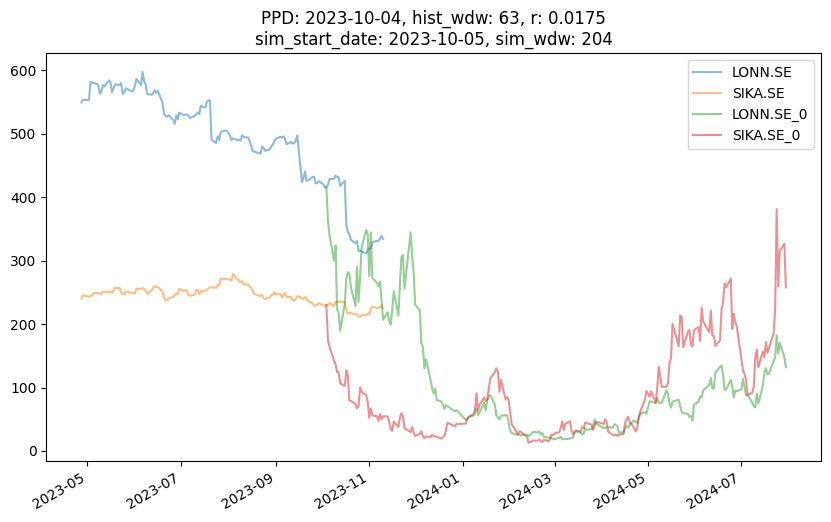 PPD: 2023-10-04, hist_wdw: 63, r: 0.0175
sim_start_date: 2023-10-05, sim_wdw: 204
LONN.SE
SIKA.SE
LONN.SE_0
SIKA.SE_0
600
500
400
300
200
100
0
2023-05
2023-07
2023-09
2023-11
2024-01
2024-03
2024-05
2024-07